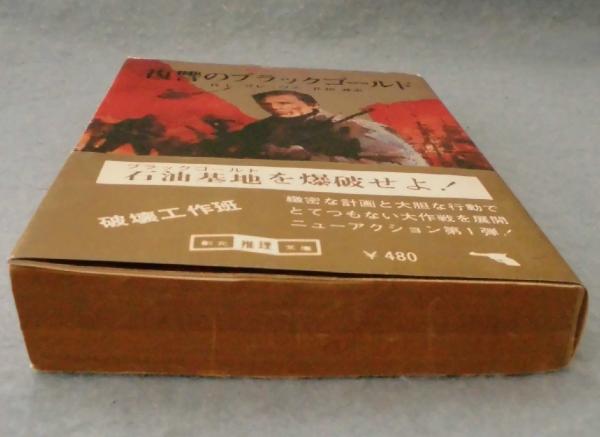 復讐のブラックゴールド
ブラックゴールド
石油基地を爆破せよ!
破壊工作班
緻密な計画と大胆な行動で
とてつもない大作戦を展開
ニューアクション第1弾!
創元推理文庫
¥480